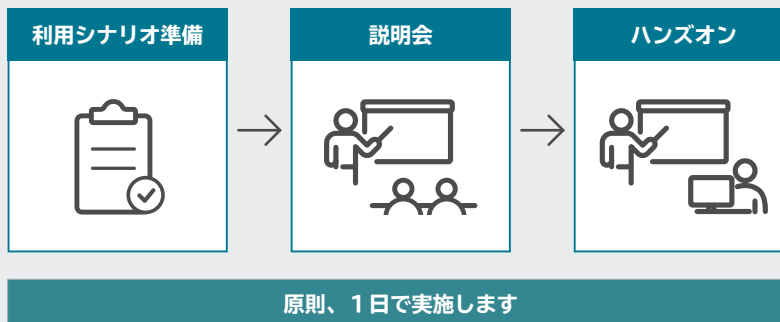 利用シナリオ準備
説明会
ハンズオン
原則、１日で実施します